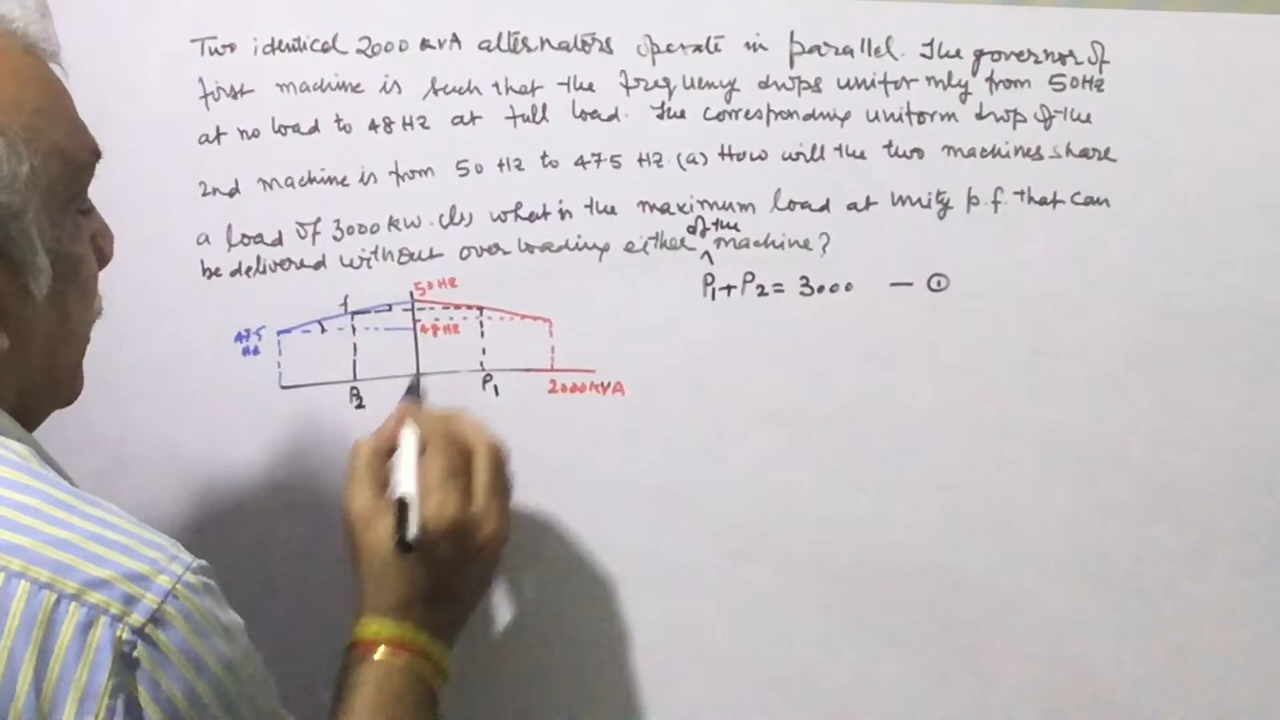 Two identical 2000 KVA alternators operate in parallel. The governor of
first machine is such that the frequency drops uniformly from 50Hz
at no load to 48 Hz at full load. The corresponding uniform drop of the
2nd machine is from 50 Hz to 47.5 Hz. (a) How will the two machines share
a load of 3000 kW. (b) what is the maximum load at unity p.f. that can
be delivered without over loading either of the machine?
P1+P2 = 3000 — ①
50HZ
f
47.5
HZ
48HZ
P2
P1
2000KVA